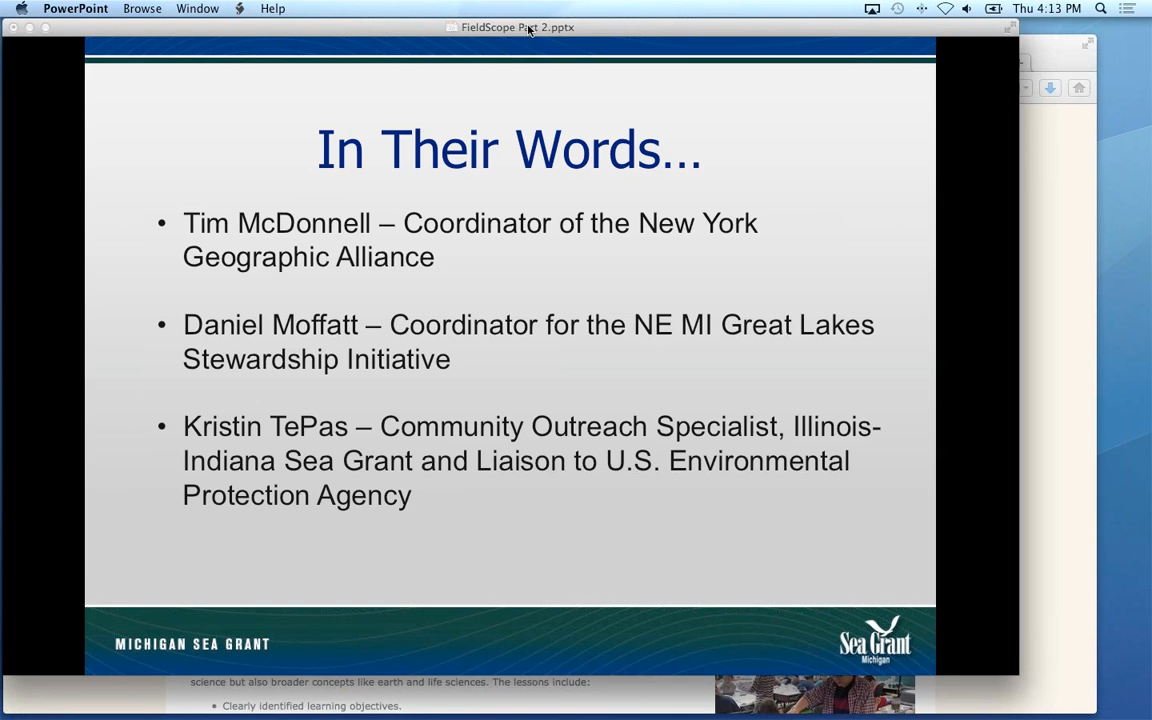 PowerPoint Browse Window Help Thu 4:13 PM
FieldScope Part 2.pptx
In Their Words...
• Tim McDonnell – Coordinator of the New York
Geographic Alliance
• Daniel Moffatt – Coordinator for the NE MI Great Lakes
Stewardship Initiative
• Kristin TePas – Community Outreach Specialist, Illinois-
Indiana Sea Grant and Liaison to U.S. Environmental
Protection Agency
MICHIGAN SEA GRANT
Sea Grant
Michigan
science but also broader concepts like earth and life sciences. The lessons include:
• Clearly identified learning objectives.